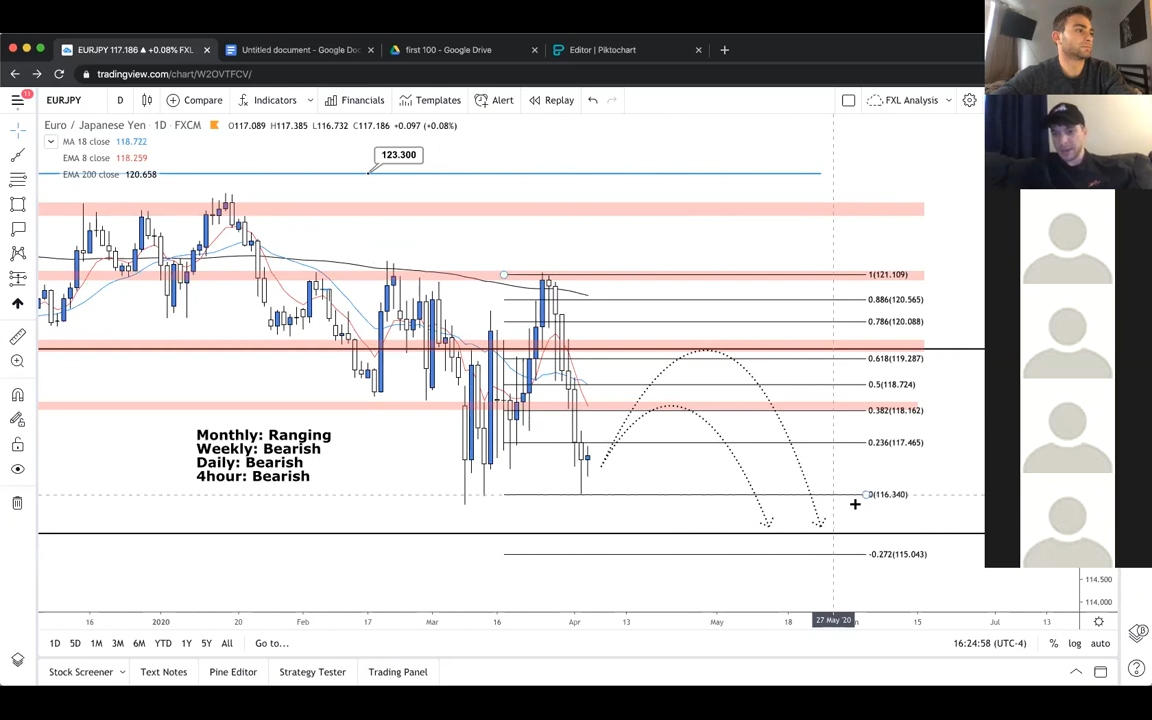 EURJPY 117.186 ▲ +0.08% FXL
Untitled document - Google Doc
first 100 - Google Drive
Editor | Piktochart
tradingview.com/chart/W2OVTFCV/
11
EURJPY
D
Compare
Indicators
Financials
Templates
Alert
Replay
FXL Analysis
Euro / Japanese Yen · 1D · FXCM
O117.089 H117.385 L116.732 C117.186 +0.097 (+0.08%)
MA 18 close 118.722
EMA 8 close 118.259
EMA 200 close 120.658
123.300
1(121.109)
0.886(120.565)
0.786(120.088)
0.618(119.287)
0.5(118.724)
0.382(118.162)
0.236(117.465)
(116.340)
-0.272(115.043)
Monthly: Ranging
Weekly: Bearish
Daily: Bearish
4hour: Bearish
114.500
114.000
16 2020 20 Feb Mar 16 Apr 13 May 18 27 May '20 15 Jul 13
1D 5D 1M 3M 6M YTD 1Y 5Y All Go to...
16:24:58 (UTC-4) % log auto
Stock Screener Text Notes Pine Editor Strategy Tester Trading Panel